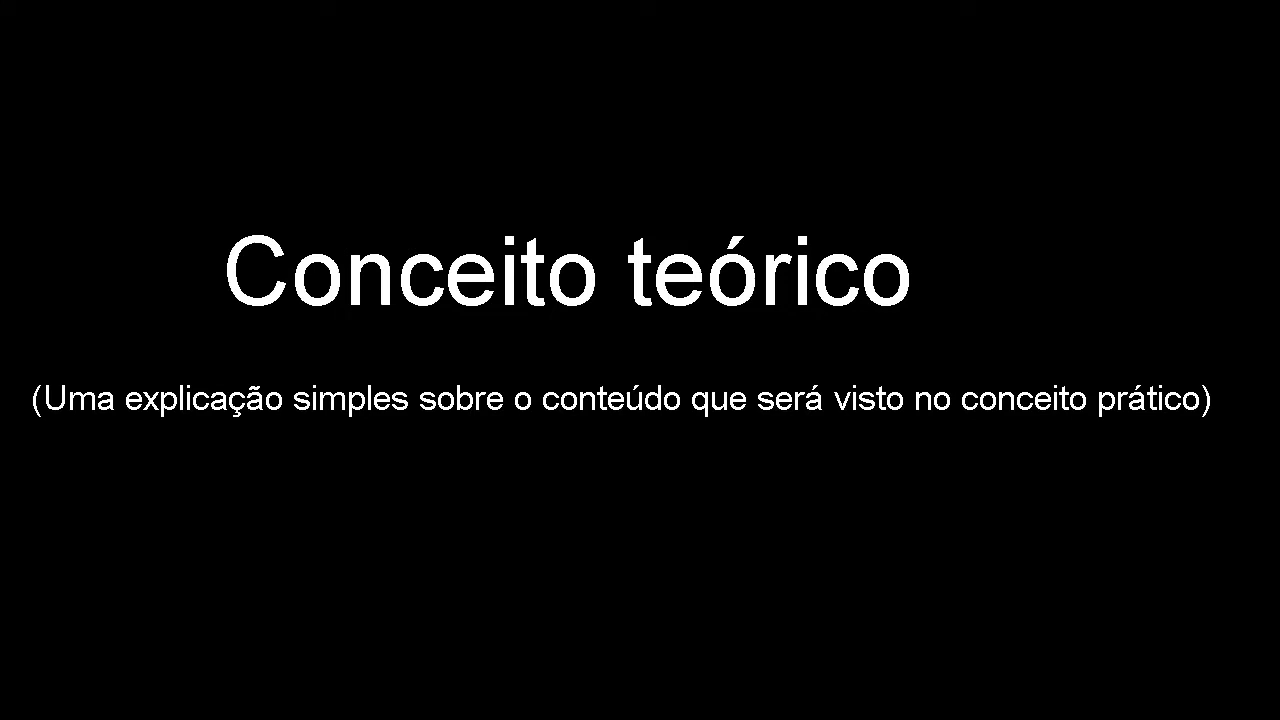 Conceito teórico
(Uma explicação simples sobre o conteúdo que será visto no conceito prático)